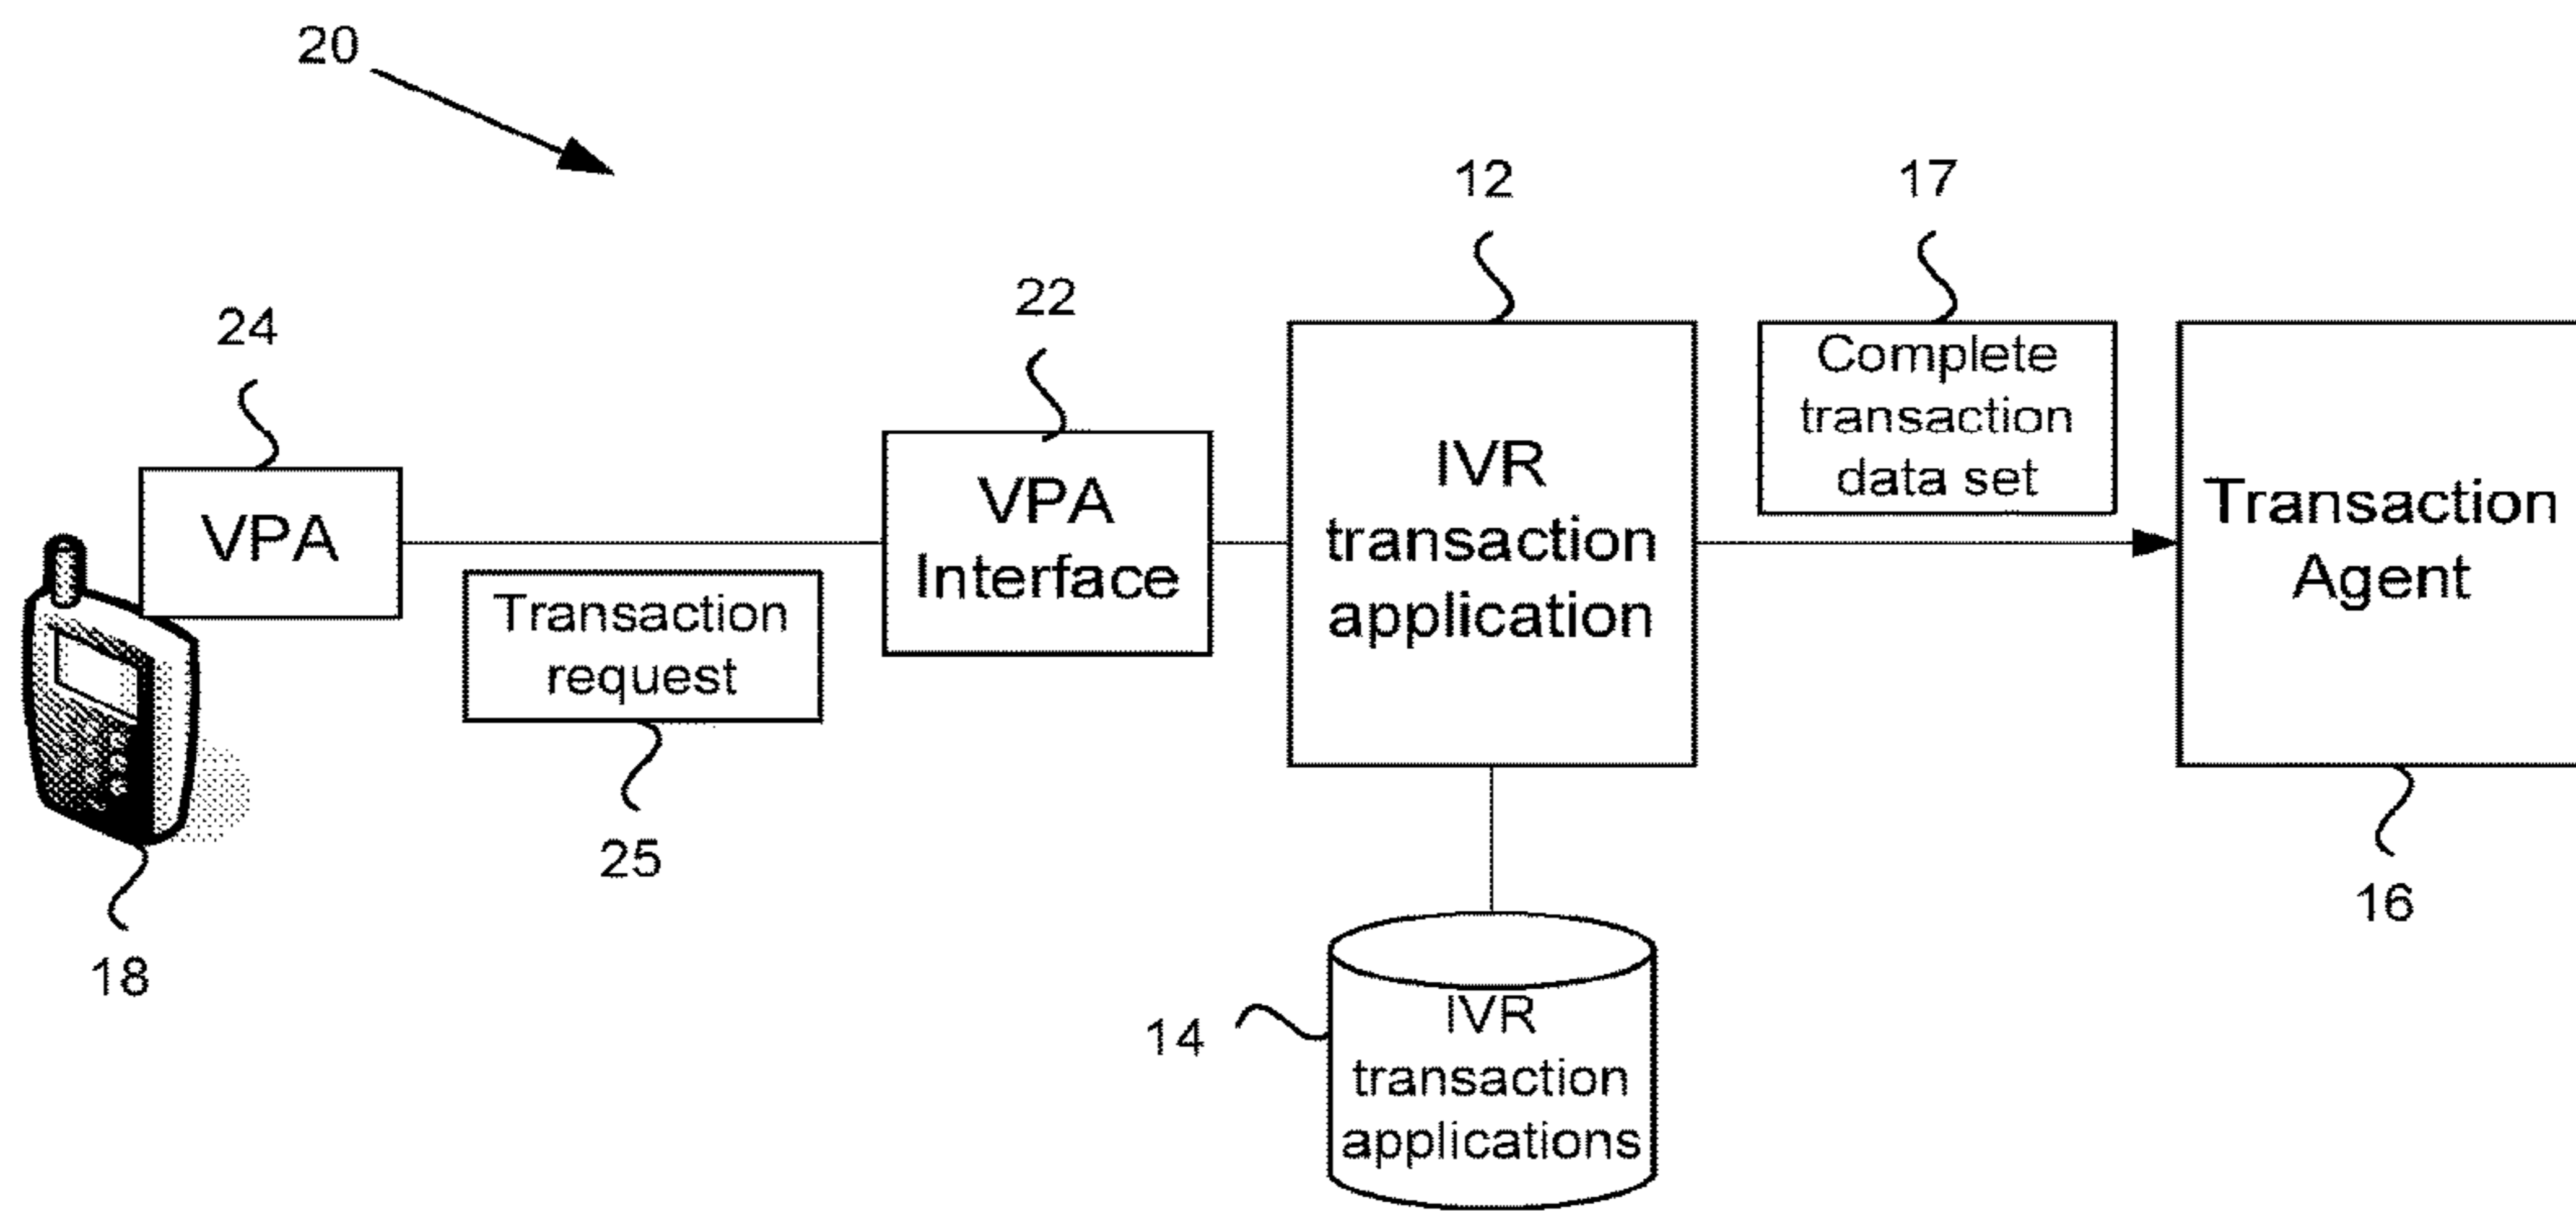 20
12
17
22
24
Complete
transaction
data set
IVR
transaction
application
VPA
Interface
Transaction
Agent
VPA
Transaction
request
25
16
18
14
IVR
transaction
applications